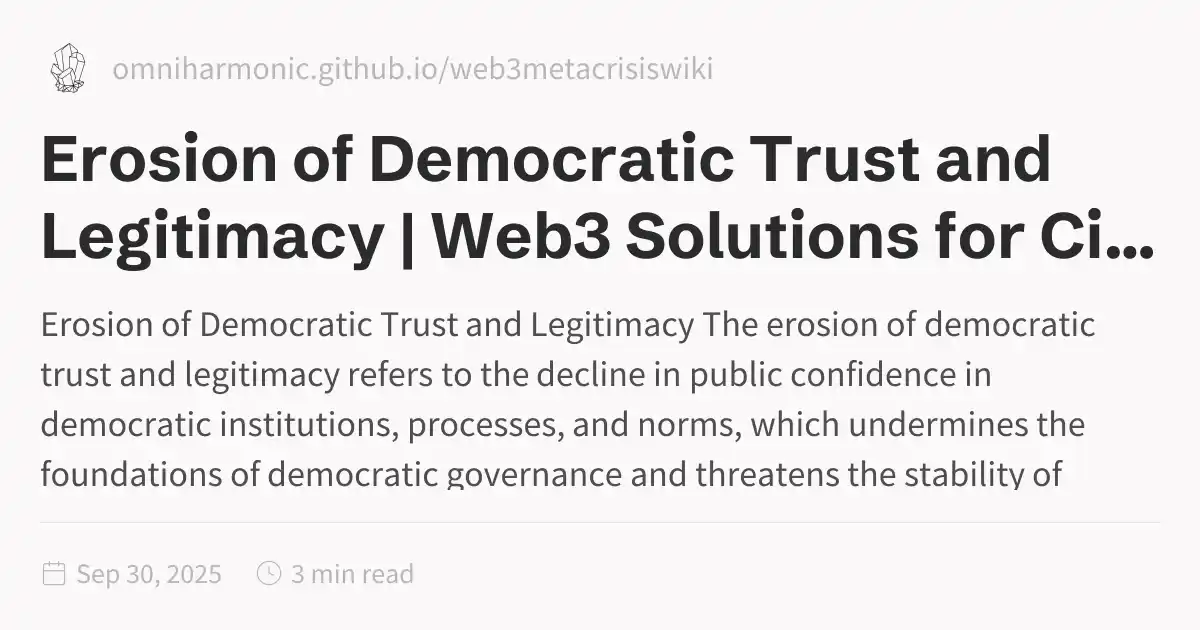 omniharmonic.github.io/web3metacrisiswiki
Erosion of Democratic Trust and
Legitimacy | Web3 Solutions for Ci...
Erosion of Democratic Trust and Legitimacy The erosion of democratic
trust and legitimacy refers to the decline in public confidence in
democratic institutions, processes, and norms, which undermines the
foundations of democratic governance and threatens the stability of
Sep 30, 2025 3 min read